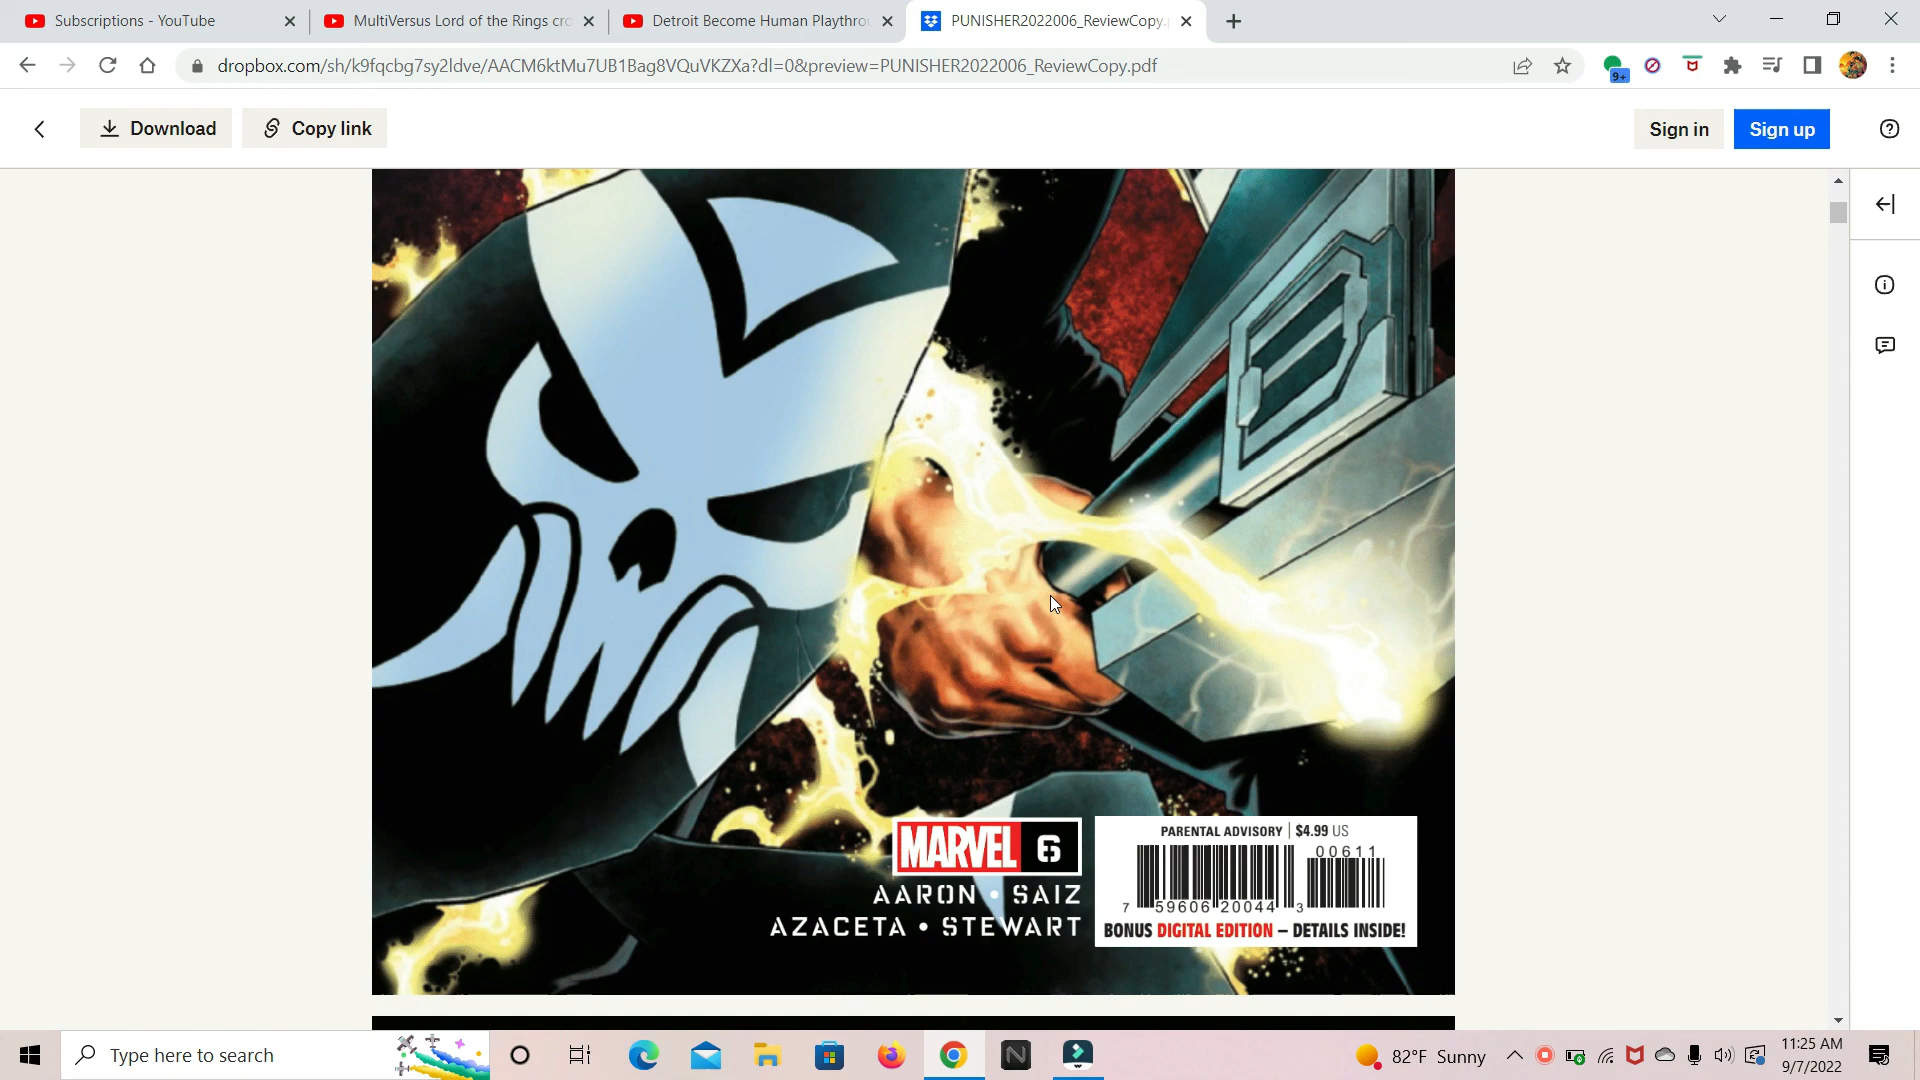 Subscriptions - YouTube
MultiVersus Lord of the Rings cro
Detroit Become Human Playthrou
PUNISHER2022006_ReviewCopy.
dropbox.com/sh/k9fqcbg7sy2ldve/AACM6ktMu7UB1Bag8VQuVKZXa?dl=0&preview=PUNISHER2022006_ReviewCopy.pdf
9+
Download
Copy link
Sign in
Sign up
MARVEL 6
AARON • SAIZ
AZACETA • STEWART
PARENTAL ADVISORY | $4.99 US
00611
7 59606 20044 3
BONUS DIGITAL EDITION – DETAILS INSIDE!
Type here to search
82°F Sunny
11:25 AM
9/7/2022